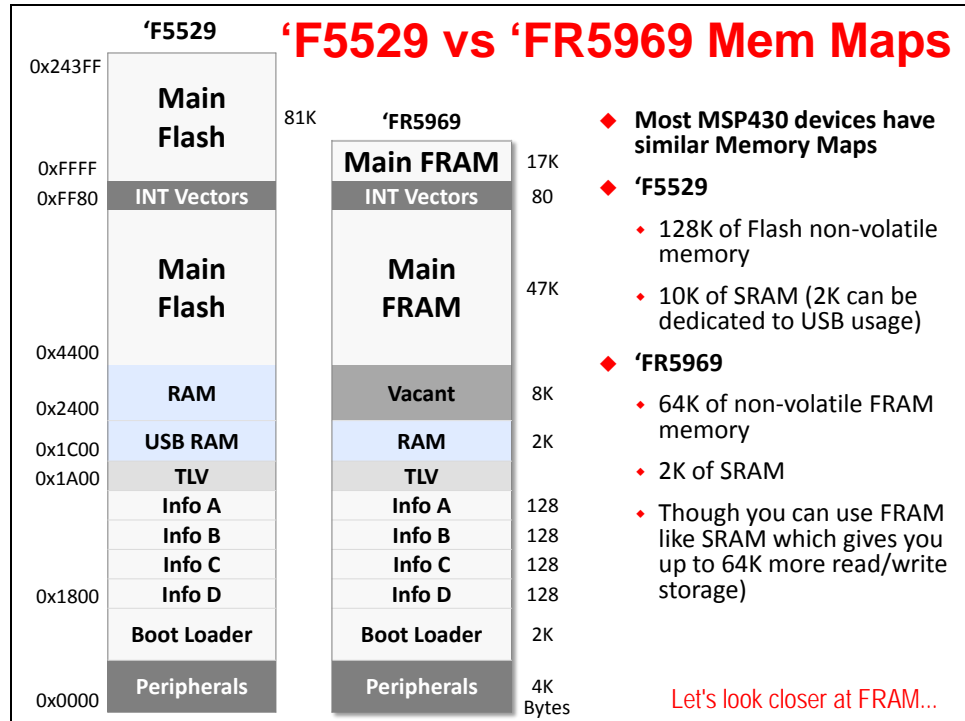 'F5529
'F5529 vs 'FR5969 Mem Maps
0x243FF
Main
Flash
81K
'FR5969
Main FRAM
17K
0xFFFF
0xFF80
INT Vectors
INT Vectors
80
Main
Flash
Main
FRAM
47K
0x4400
RAM
Vacant
8K
0x2400
USB RAM
RAM
2K
0x1C00
TLV
TLV
0x1A00
Info A
Info A
128
Info B
Info B
128
Info C
Info C
128
Info D
Info D
128
0x1800
Boot Loader
Boot Loader
2K
Peripherals
Peripherals
4K
Bytes
0x0000
Most MSP430 devices have
similar Memory Maps
'F5529
128K of Flash non-volatile
memory
10K of SRAM (2K can be
dedicated to USB usage)
'FR5969
64K of non-volatile FRAM
memory
2K of SRAM
Though you can use FRAM
like SRAM which gives you
up to 64K more read/write
storage)
Let's look closer at FRAM...